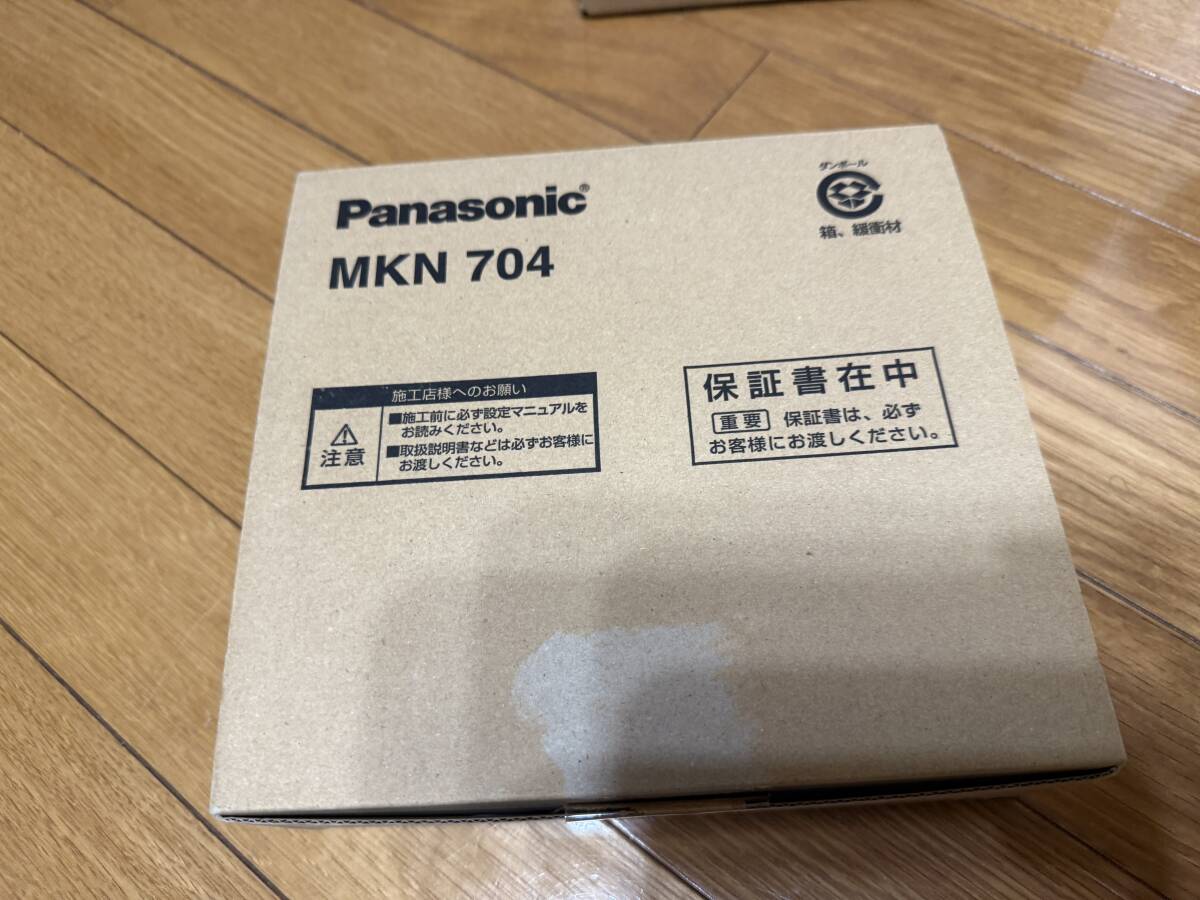 Panasonic®
MKN 704
ダンボール
箱、緩衝材
施工店様へのお願い
注意
■施工前に必ず設定マニュアルを
お読みください。
■取扱説明書などは必ずお客様に
お渡しください。
保証書在中
重要 保証書は、必ず
お客様にお渡しください。